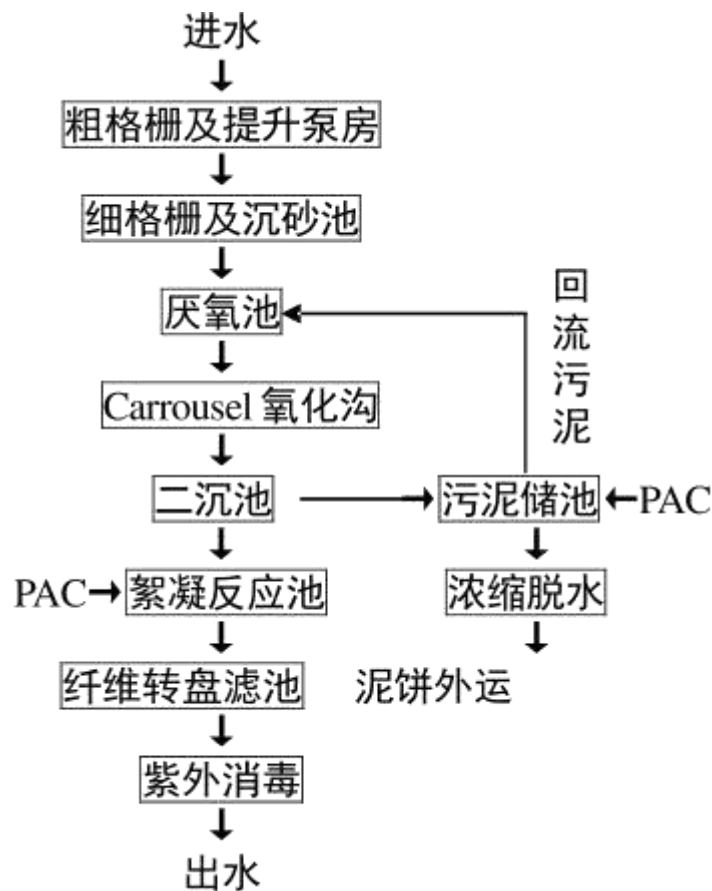 进水
粗格栅及提升泵房
细格栅及沉砂池
厌氧池
回流污泥
Carrousel 氧化沟
二沉池
污泥储池
PAC
PAC
絮凝反应池
浓缩脱水
纤维转盘滤池
泥饼外运
紫外消毒
出水